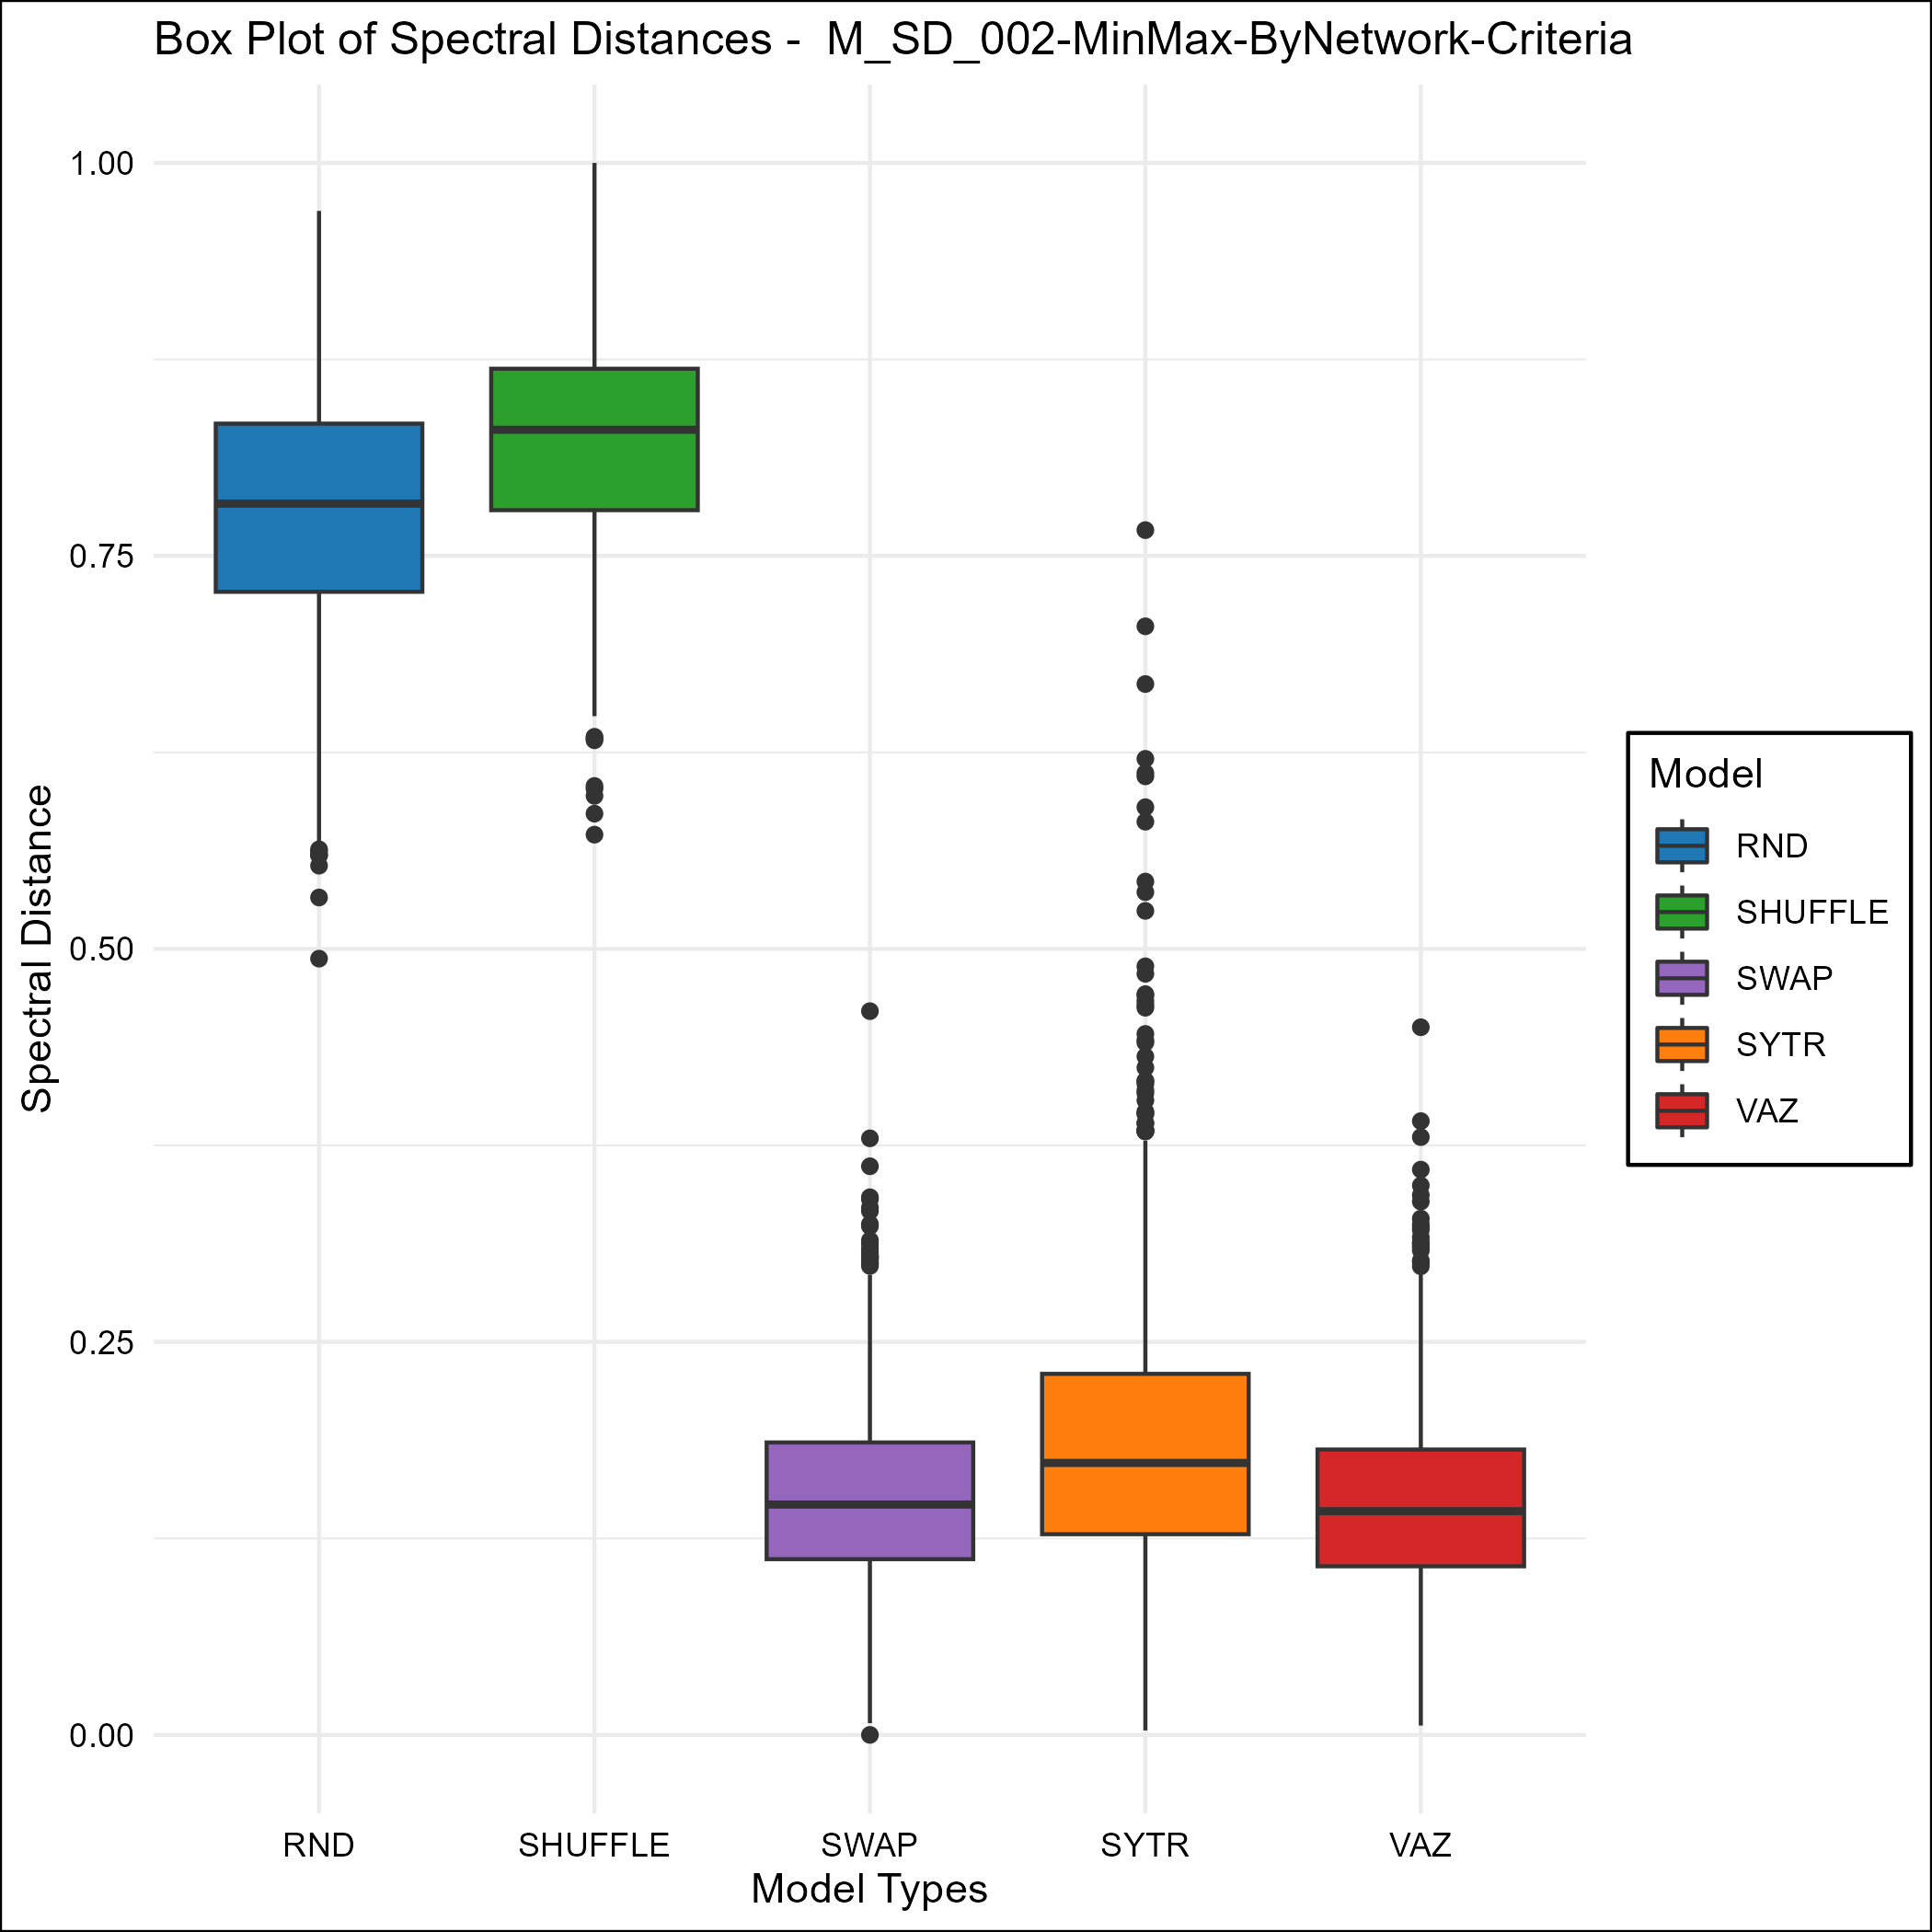 Box Plot of Spectral Distances -  M_SD_002-MinMax-ByNetwork-Criteria
1.00
0.75
0.50
0.25
0.00
Spectral Distance
RND SHUFFLE SWAP SYTR VAZ
Model Types
Model
RND
SHUFFLE
SWAP
SYTR
VAZ